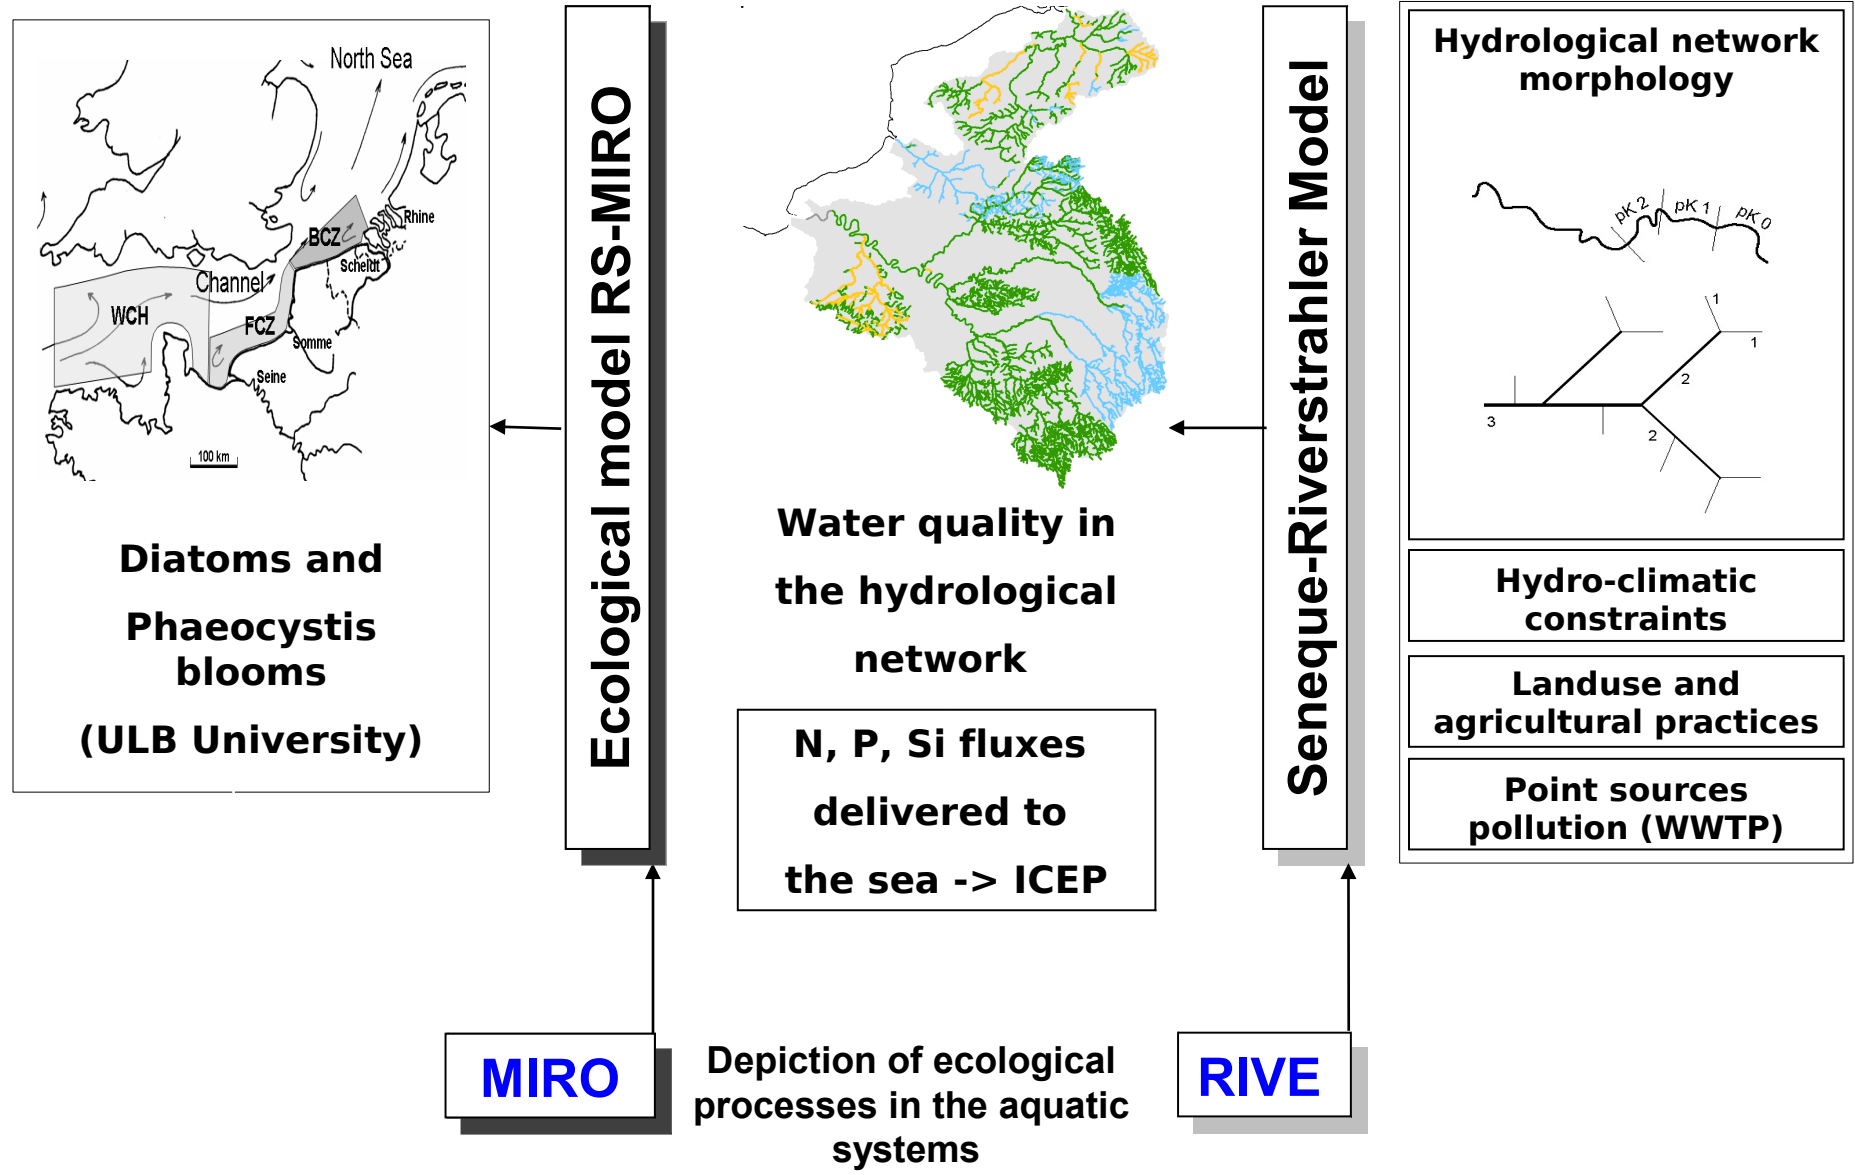 North Sea
Rhine
BCZ
Scheldt
Channel
WCH
FCZ
Somme
Seine
100 km
Diatoms and
Phaeocystis
blooms
(ULB University)
Ecological model RS-MIRO
Water quality in
the hydrological
network
N, P, Si fluxes
delivered to
the sea -> ICEP
Seneque-Riverstrahler Model
Hydrological network
morphology
pK 2
pK 1
pK 0
1
1
2
3
2
Hydro-climatic
constraints
Landuse and
agricultural practices
Point sources
pollution (WWTP)
MIRO
Depiction of ecological
processes in the aquatic
systems
RIVE